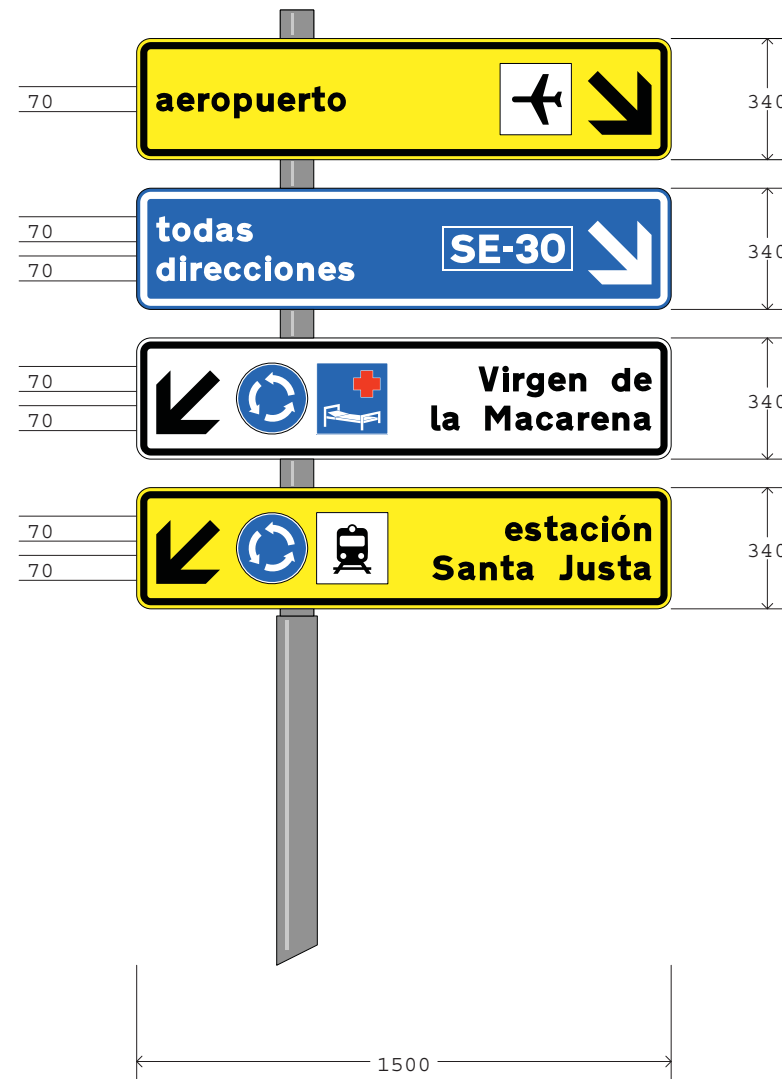 70
aeropuerto
340
70
todas
SE-30
340
70
direcciones
70
Virgen de
340
70
la Macarena
70
estación
340
70
Santa Justa
1500